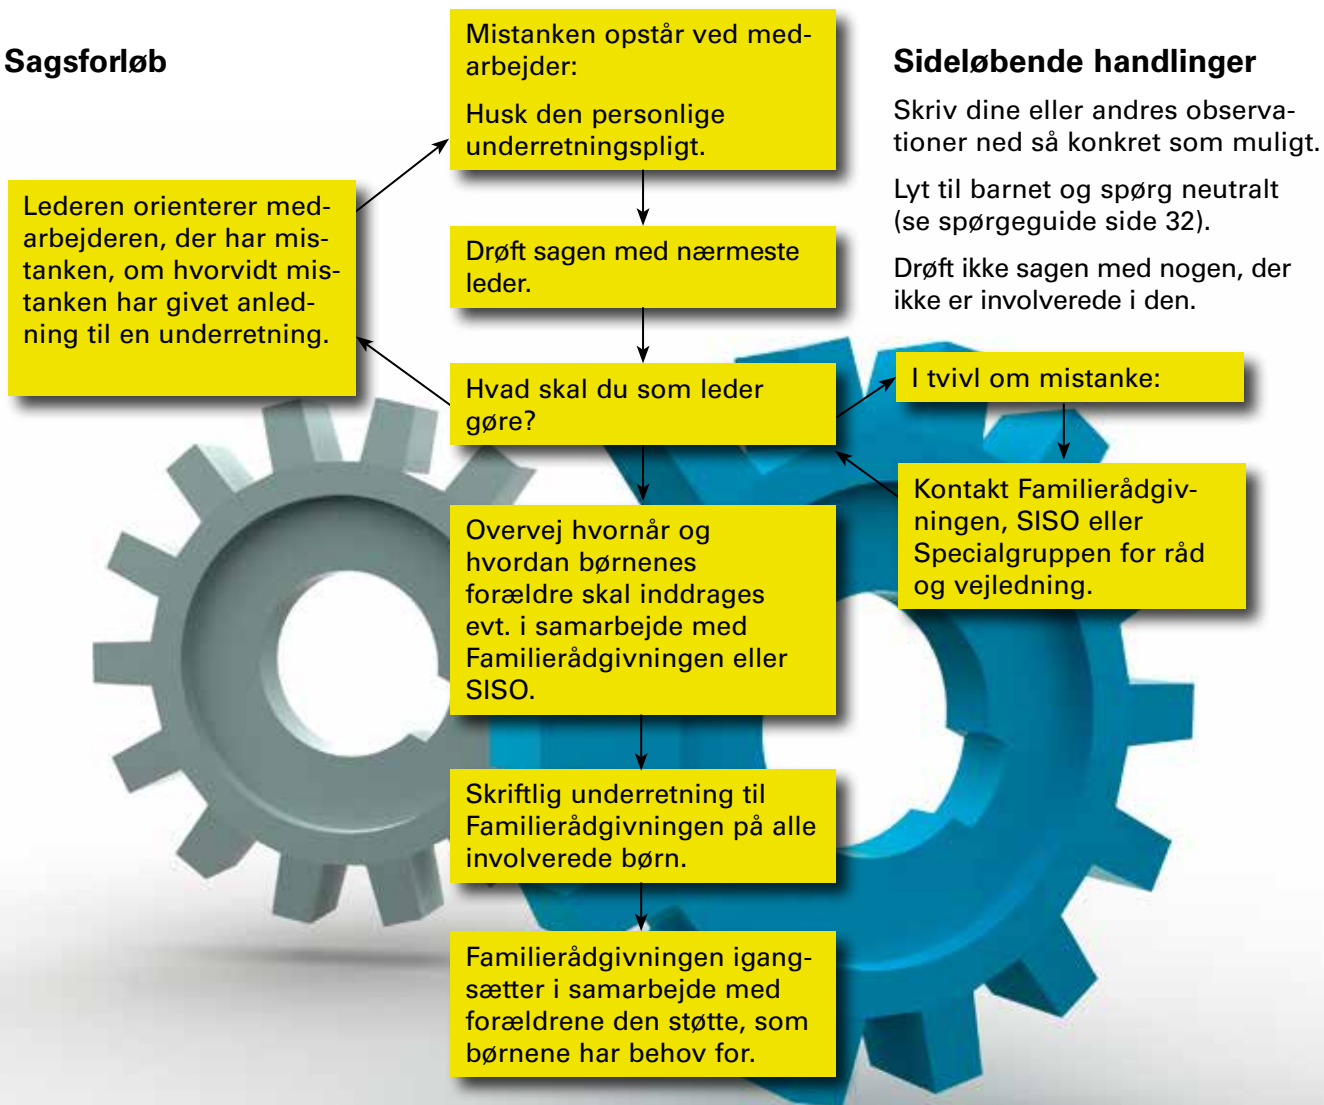 Sagsforløb
Mistanken opstår ved med-
arbejder:
Husk den personlige
underretningspligt.
Sideløbende handlinger
Skriv dine eller andres observa-
tioner ned så konkret som muligt.
Lyt til barnet og spørg neutralt
(se spørgeguide side 32).
Drøft ikke sagen med nogen, der
ikke er involverede i den.
Lederen orienterer med-
arbejderen, der har mis-
tanken, om hvorvidt mis-
tanken har givet anled-
ning til en underretning.
Drøft sagen med nærmeste
leder.
Hvad skal du som leder
gøre?
I tvivl om mistanke:
Kontakt Familierådgiv-
ningen, SISO eller
Specialgruppen for råd
og vejledning.
Overvej hvornår og
hvordan børnenes
forældre skal inddrages
evt. i samarbejde med
Familierådgivningen eller
SISO.
Skriftlig underretning til
Familierådgivningen på alle
involverede børn.
Familierådgivningen igang-
sætter i samarbejde med
forældrene den støtte, som
børnene har behov for.